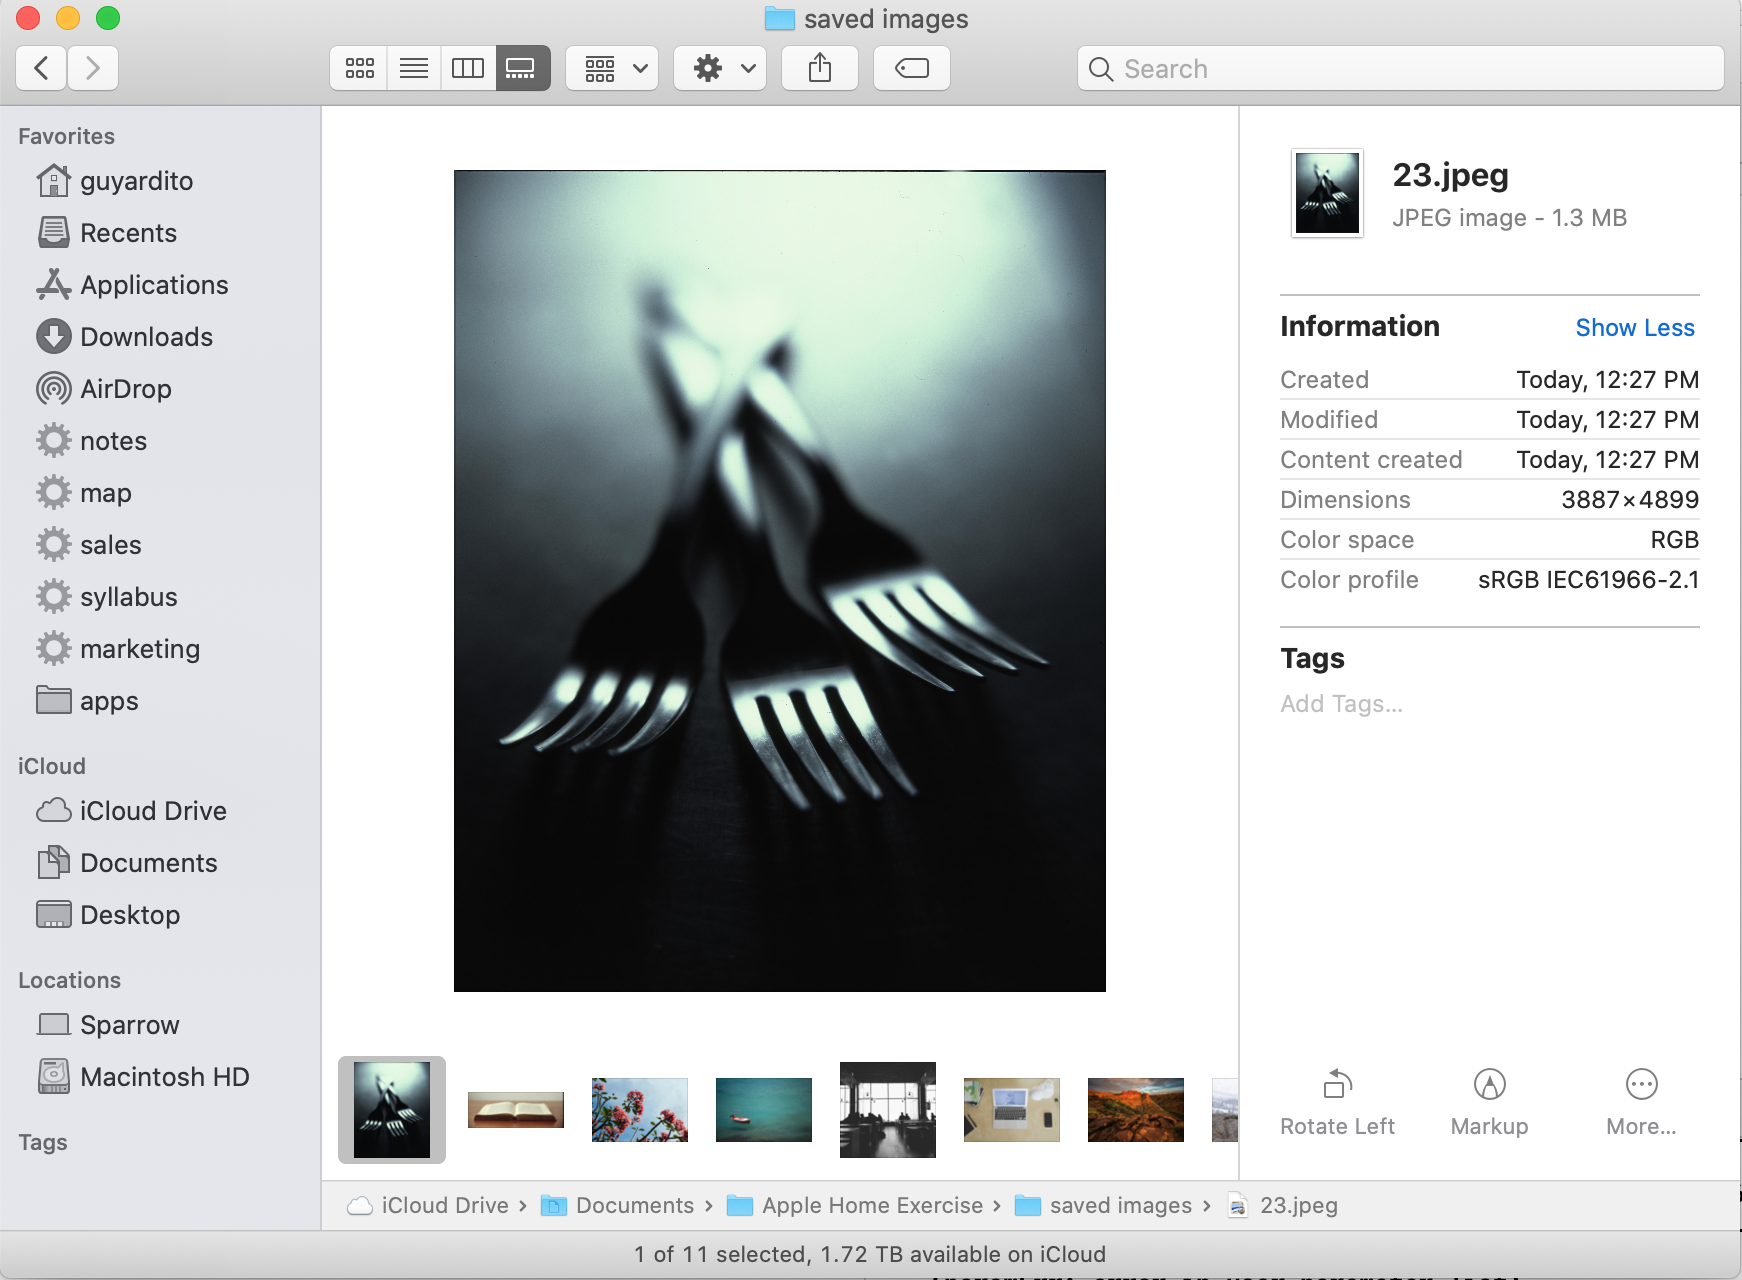 saved images
Search
Favorites
guyardito
Recents
Applications
Downloads
AirDrop
notes
map
sales
syllabus
marketing
apps
iCloud
iCloud Drive
Documents
Desktop
Locations
Sparrow
Macintosh HD
Tags
23.jpeg
JPEG image - 1.3 MB
Information Show Less
Created Today, 12:27 PM
Modified Today, 12:27 PM
Content created Today, 12:27 PM
Dimensions 3887×4899
Color space RGB
Color profile sRGB IEC61966-2.1
Tags
Add Tags...
Rotate Left Markup More...
iCloud Drive › Documents › Apple Home Exercise › saved images › 23.jpeg
1 of 11 selected, 1.72 TB available on iCloud